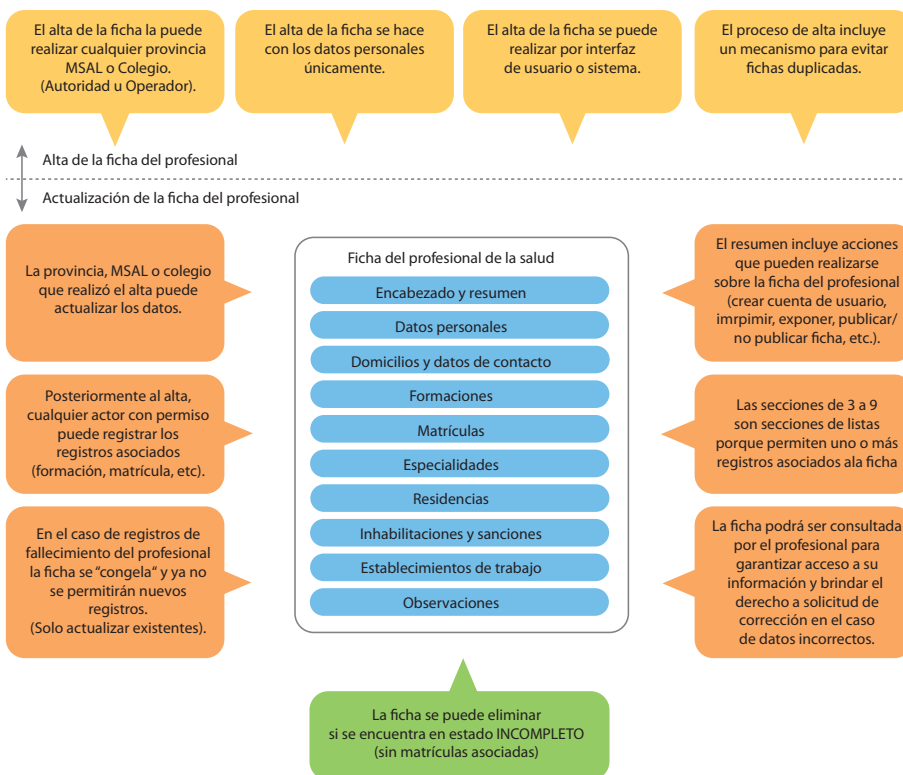 El alta de la ficha la puede
realizar cualquier provincia
MSAL o Colegio.
(Autoridad u Operador).
El alta de la ficha se hace
con los datos personales
únicamente.
El alta de la ficha se puede
realizar por interfaz
de usuario o sistema.
El proceso de alta incluye
un mecanismo para evitar
fichas duplicadas.
Alta de la ficha del profesional
Actualización de la ficha del profesional
La provincia, MSAL o colegio
que realizó el alta puede
actualizar los datos.
Posteriormente al alta,
cualquier actor con permiso
puede registrar los
registros asociados
(formación, matrícula, etc).
En el caso de registros de
fallecimiento del profesional
la ficha se "congela" y ya no
se permitirán nuevos
registros.
(Solo actualizar existentes).
Ficha del profesional de la salud
Encabezado y resumen
Datos personales
Domicilios y datos de contacto
Formaciones
Matrículas
Especialidades
Residencias
Inhabilitaciones y sanciones
Establecimientos de trabajo
Observaciones
El resumen incluye acciones
que pueden realizarse
sobre la ficha del profesional
(crear cuenta de usuario,
imrpimir, exponer, publicar/
no publicar ficha, etc.).
Las secciones de 3 a 9
son secciones de listas
porque permiten uno o más
registros asociados ala ficha
La ficha podrá ser consultada
por el profesional para
garantizar acceso a su
información y brindar el
derecho a solicitud de
corrección en el caso
de datos incorrectos.
La ficha se puede eliminar
si se encuentra en estado INCOMPLETO
(sin matrículas asociadas)